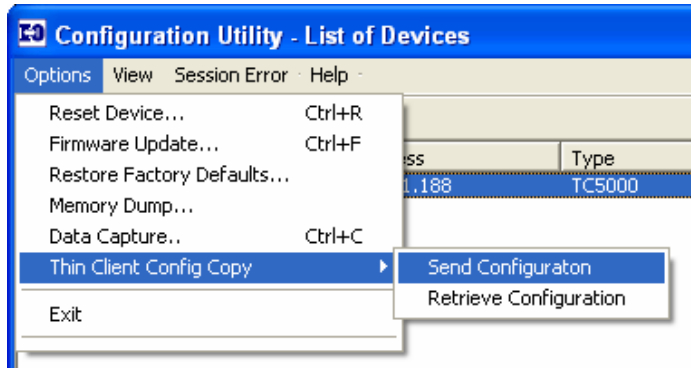 Configuration Utility - List of Devices
Options View Session Error Help
Reset Device... Ctrl+R
Firmware Update... Ctrl+F
ss Type
Restore Factory Defaults...
1.188 TC5000
Memory Dump...
Data Capture.. Ctrl+C
Thin Client Config Copy Send Configuraton
Retrieve Configuration
Exit